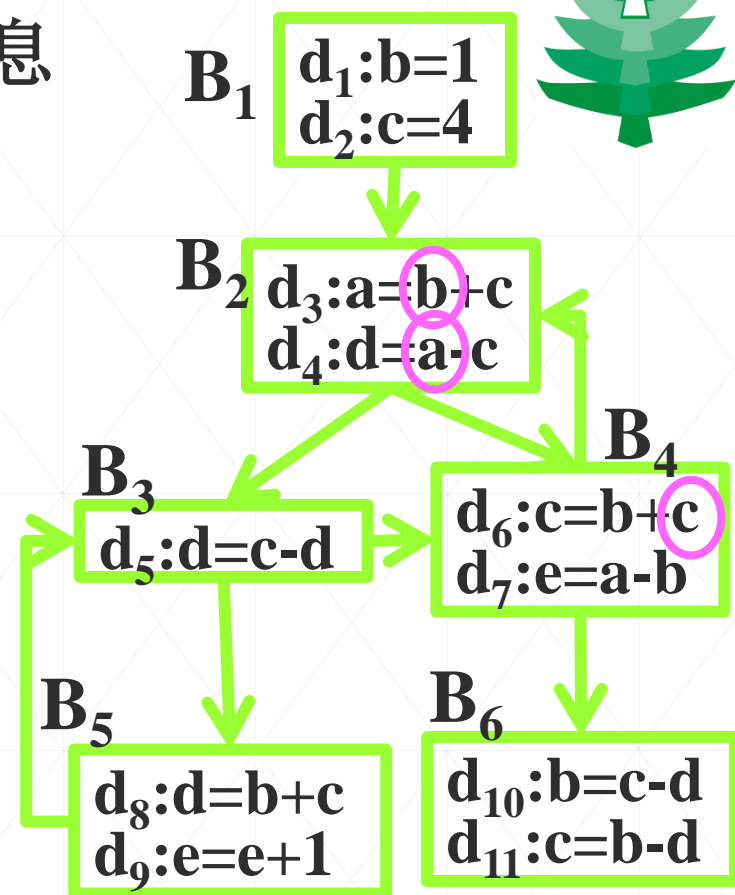 息
B₁
d₁:b=1
d₂:c=4
B₂
d₃:a=b+c
d₄:d=a-c
B₃
d₅:d=c-d
B₄
d₆:c=b+c
d₇:e=a-b
B₅
d₈:d=b+c
d₉:e=e+1
B₆
d₁₀:b=c-d
d₁₁:c=b-d